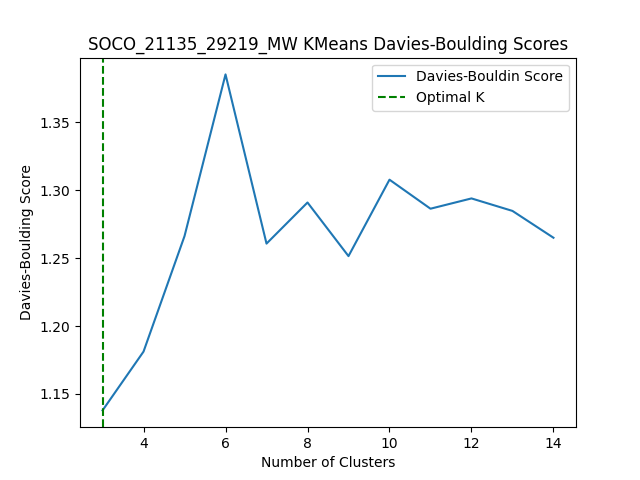 SOCO_21135_29219_MW KMeans Davies-Boulding Scores
Davies-Bouldin Score
Optimal K
Davies-Boulding Score
1.35
1.30
1.25
1.20
1.15
4 6 8 10 12 14
Number of Clusters